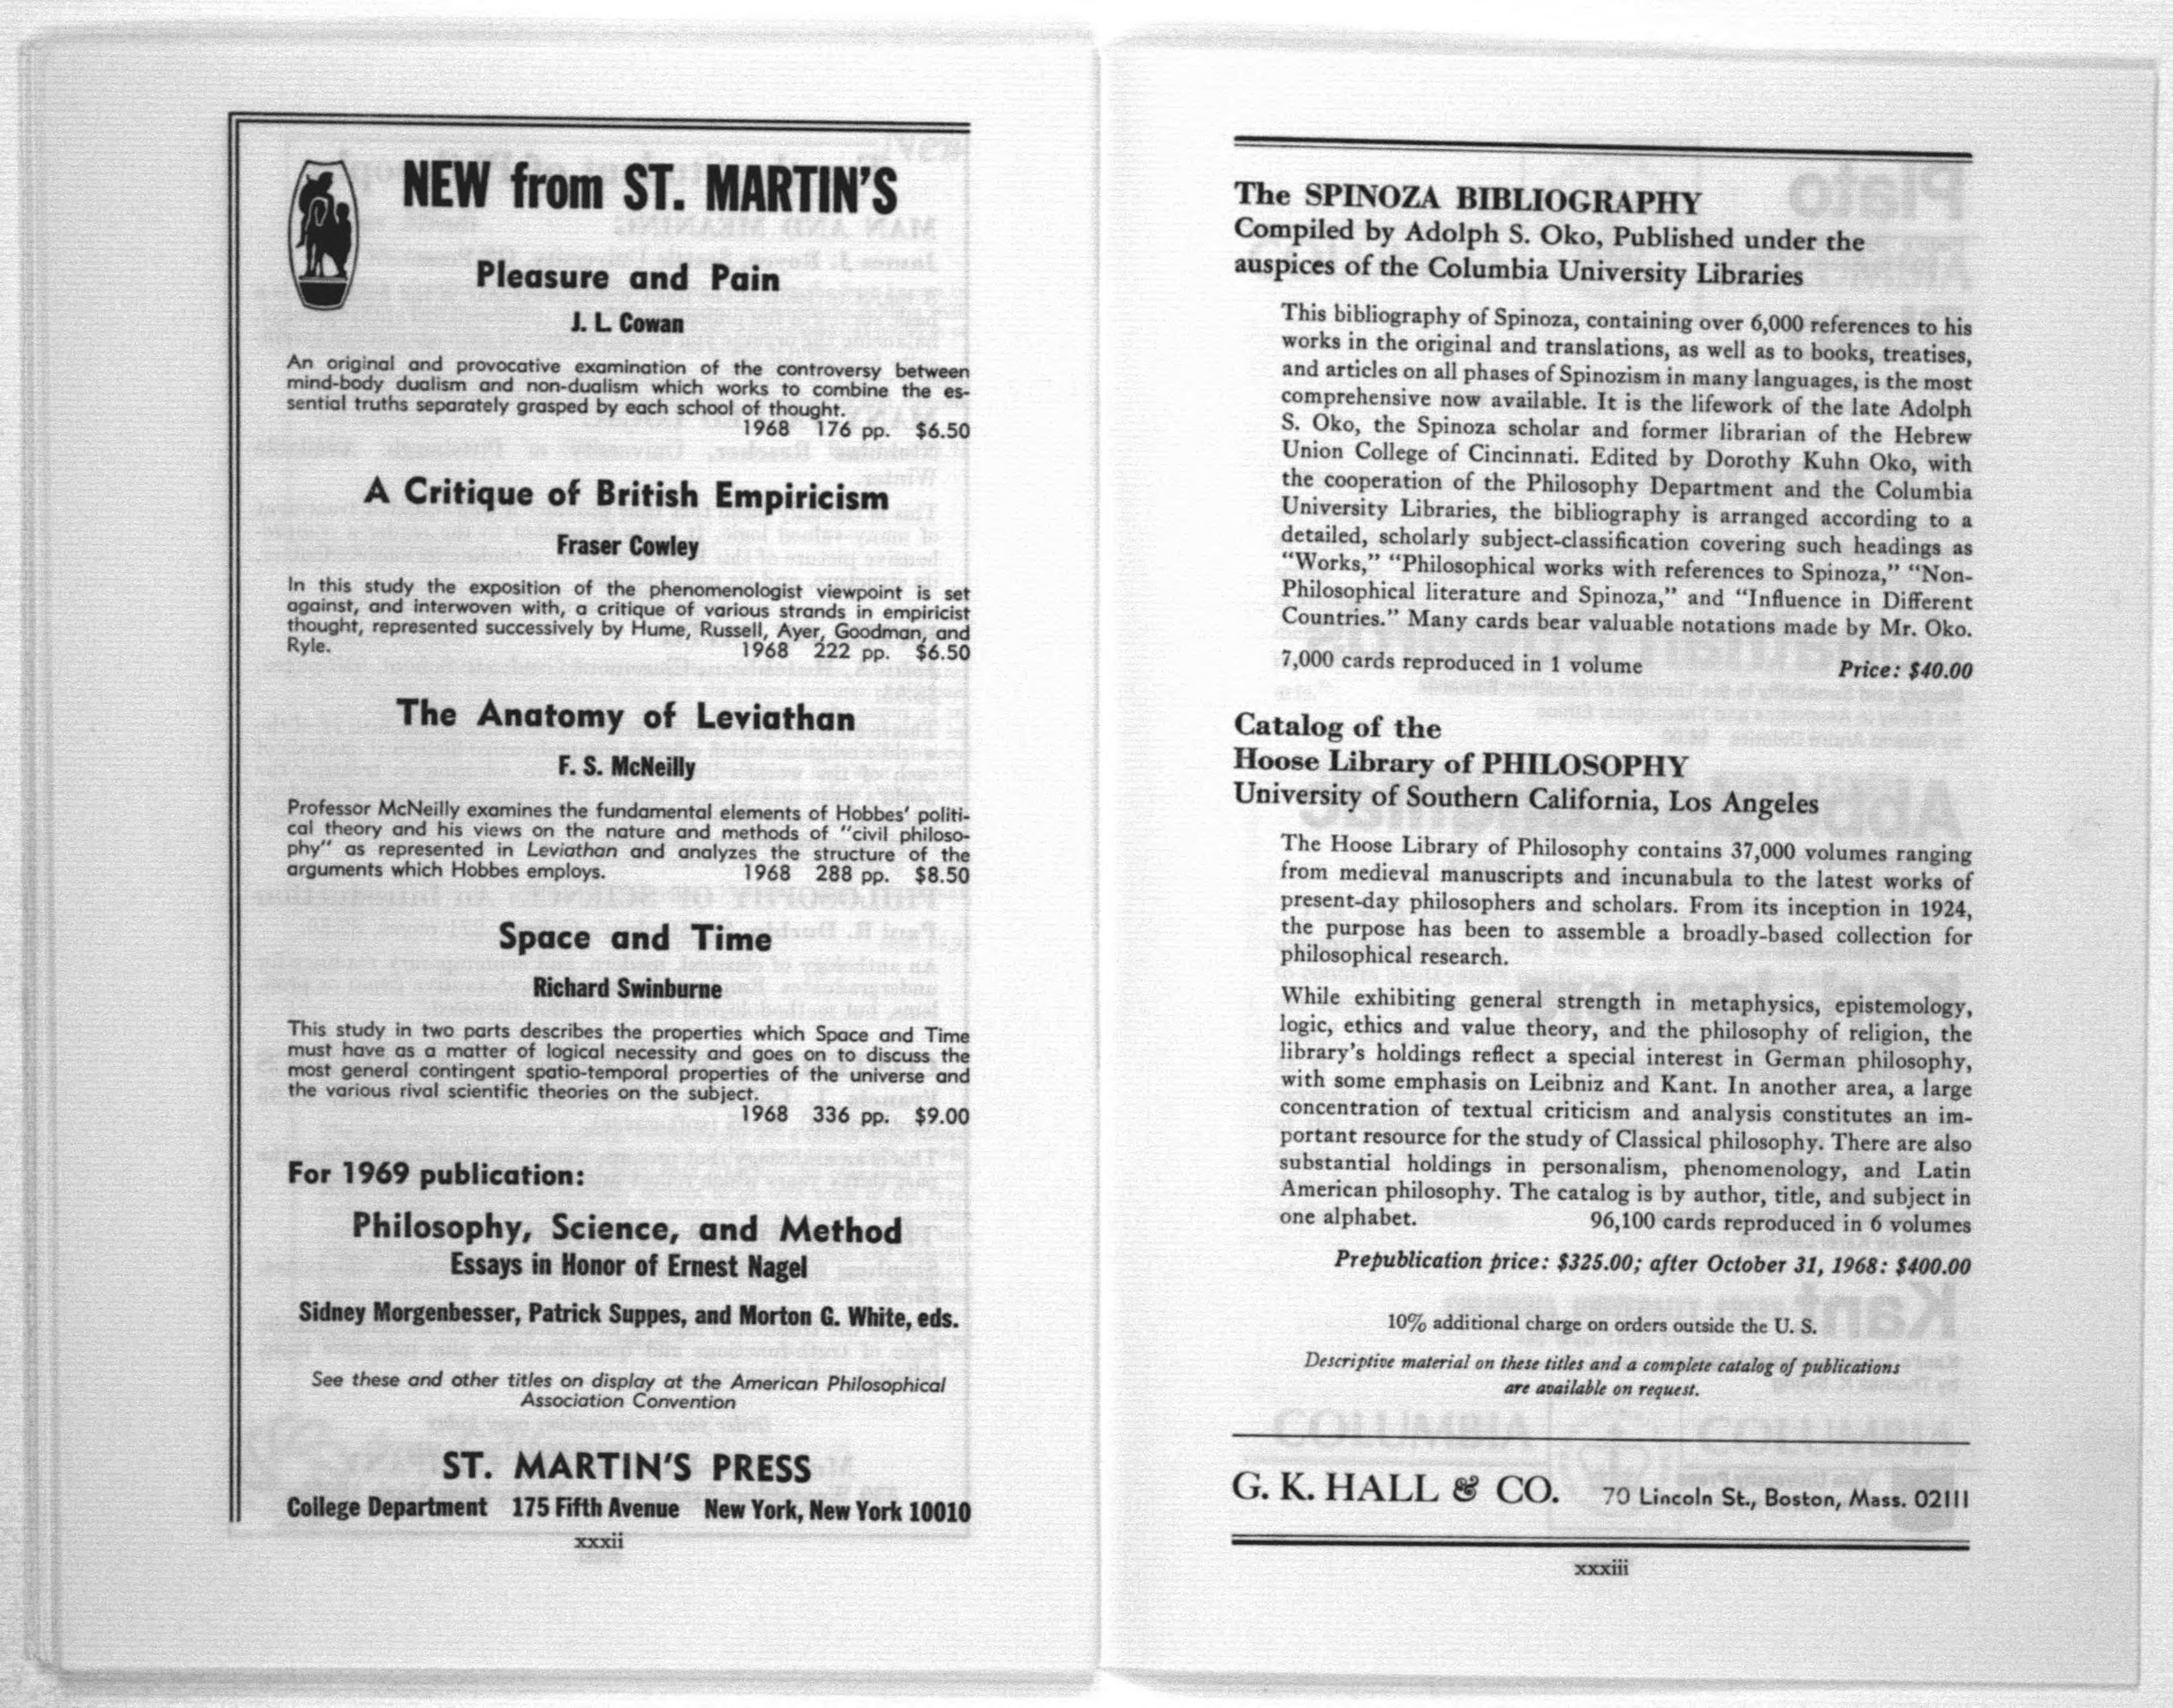 NEW from ST. MARTIN'S
Pleasure and Pain
J. L. Cowan
An original and provocative examination of the controversy between
mind-body dualism and non-dualism which works to combine the es-
sential truths separately grasped by each school of thought.
1968 176 pp. $6.50
A Critique of British Empiricism
Fraser Cowley
In this study the exposition of the phenomenologist viewpoint is set
against, and interwoven with, a critique of various strands in empiricist
thought, represented successively by Hume, Russell, Ayer, Goodman, and
Ryle. 1968 222 pp. $6.50
The Anatomy of Leviathan
F. S. McNeilly
Professor McNeilly examines the fundamental elements of Hobbes' politi-
cal theory and his views on the nature and methods of "civil philoso-
phy" as represented in Leviathan and analyzes the structure of the
arguments which Hobbes employs. 1968 288 pp. $8.50
Space and Time
Richard Swinburne
This study in two parts describes the properties which Space and Time
must have as a matter of logical necessity and goes on to discuss the
most general contingent spatio-temporal properties of the universe and
the various rival scientific theories on the subject.
1968 336 pp. $9.00
For 1969 publication:
Philosophy, Science, and Method
Essays in Honor of Ernest Nagel
Sidney Morgenbesser, Patrick Suppes, and Morton G. White, eds.
See these and other titles on display at the American Philosophical
Association Convention
ST. MARTIN'S PRESS
College Department 175 Fifth Avenue New York, New York 10010
xxxii
The SPINOZA BIBLIOGRAPHY
Compiled by Adolph S. Oko, Published under the
auspices of the Columbia University Libraries
This bibliography of Spinoza, containing over 6,000 references to his
works in the original and translations, as well as to books, treatises,
and articles on all phases of Spinozism in many languages, is the most
comprehensive now available. It is the lifework of the late Adolph
S. Oko, the Spinoza scholar and former librarian of the Hebrew
Union College of Cincinnati. Edited by Dorothy Kuhn Oko, with
the cooperation of the Philosophy Department and the Columbia
University Libraries, the bibliography is arranged according to a
detailed, scholarly subject-classification covering such headings as
"Works," "Philosophical works with references to Spinoza," "Non-
Philosophical literature and Spinoza," and "Influence in Different
Countries." Many cards bear valuable notations made by Mr. Oko.
7,000 cards reproduced in 1 volume Price: $40.00
Catalog of the
Hoose Library of PHILOSOPHY
University of Southern California, Los Angeles
The Hoose Library of Philosophy contains 37,000 volumes ranging
from medieval manuscripts and incunabula to the latest works of
present-day philosophers and scholars. From its inception in 1924,
the purpose has been to assemble a broadly-based collection for
philosophical research.
While exhibiting general strength in metaphysics, epistemology,
logic, ethics and value theory, and the philosophy of religion, the
library's holdings reflect a special interest in German philosophy,
with some emphasis on Leibniz and Kant. In another area, a large
concentration of textual criticism and analysis constitutes an im-
portant resource for the study of Classical philosophy. There are also
substantial holdings in personalism, phenomenology, and Latin
American philosophy. The catalog is by author, title, and subject in
one alphabet. 96,100 cards reproduced in 6 volumes
Prepublication price: $325.00; after October 31, 1968: $400.00
10% additional charge on orders outside the U. S.
Descriptive material on these titles and a complete catalog of publications
are available on request.
G. K. HALL & CO. 70 Lincoln St., Boston, Mass. 02111
xxxiii